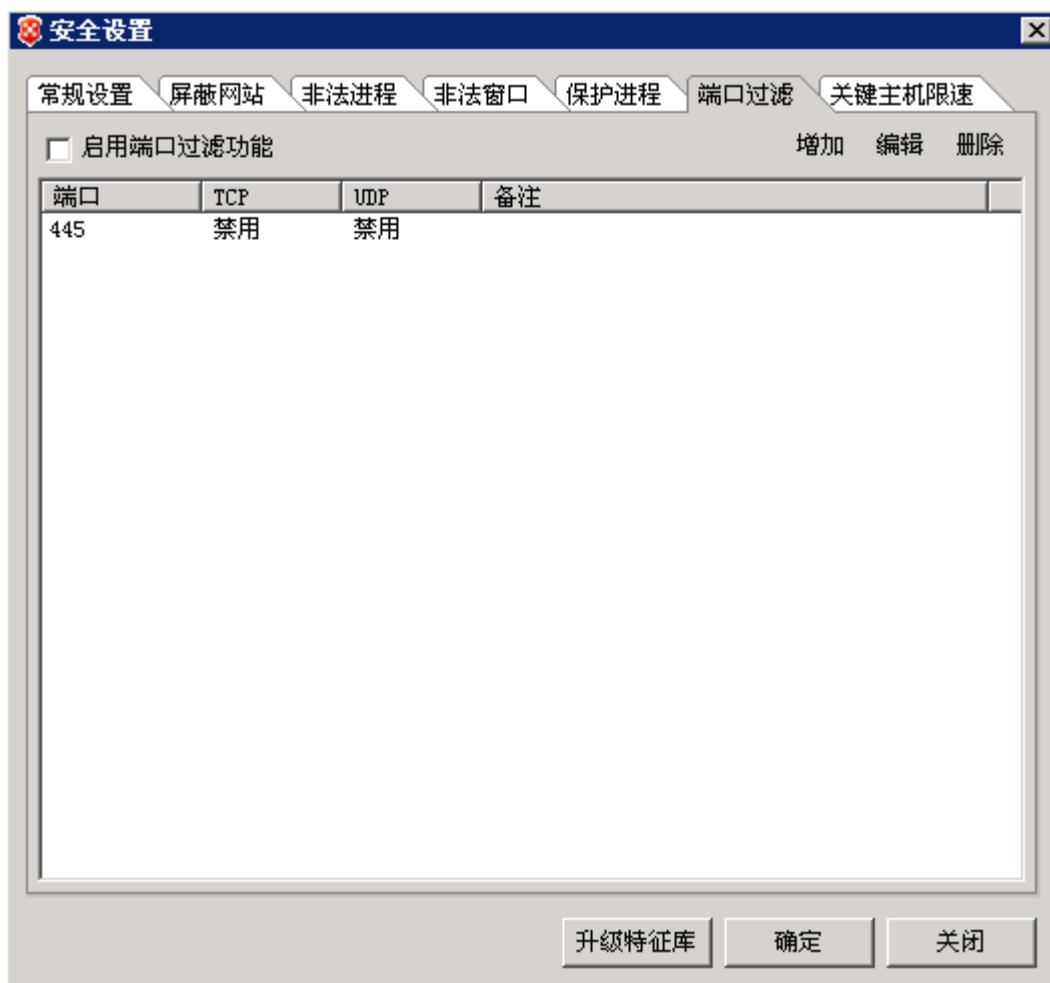 安全设置
常规设置 屏蔽网站 非法进程 非法窗口 保护进程 端口过滤 关键主机限速
启用端口过滤功能 增加 编辑 删除
端口 TCP UDP 备注
445 禁用 禁用
升级特征库 确定 关闭